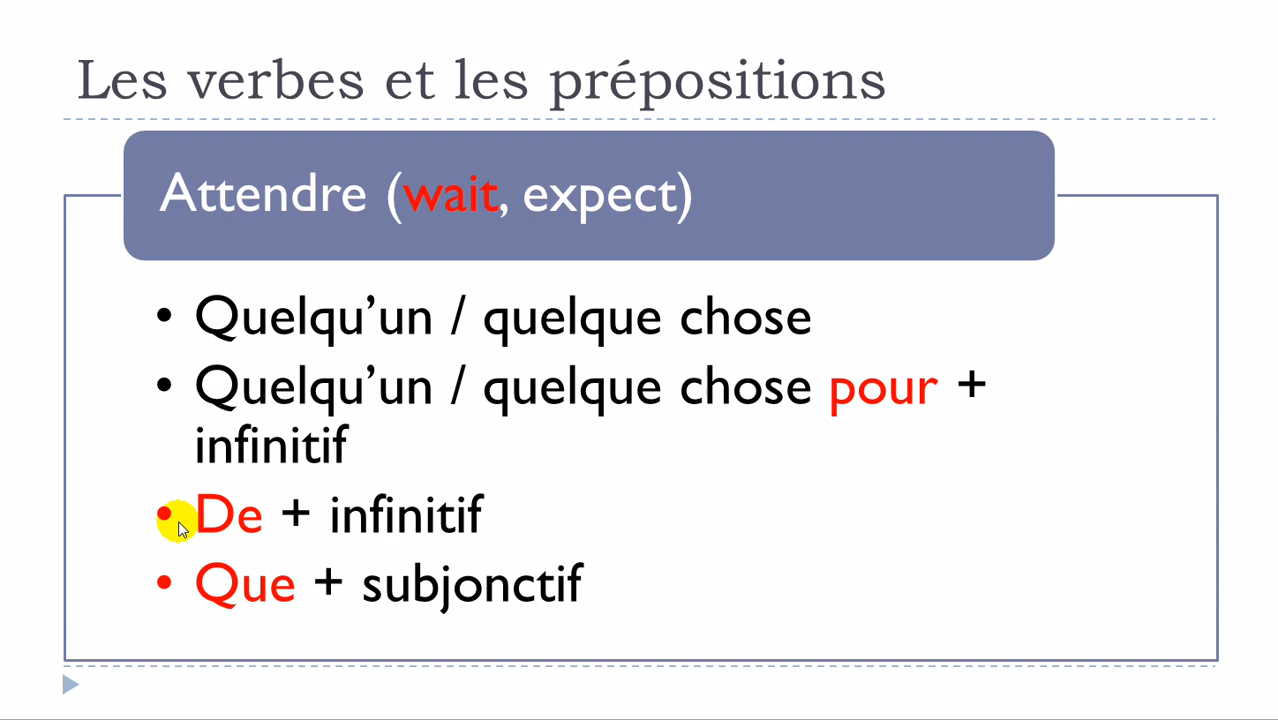 Les verbes et les prépositions
Attendre (wait, expect)
• Quelqu’un / quelque chose
• Quelqu’un / quelque chose pour +
infinitif
• De + infinitif
• Que + subjonctif